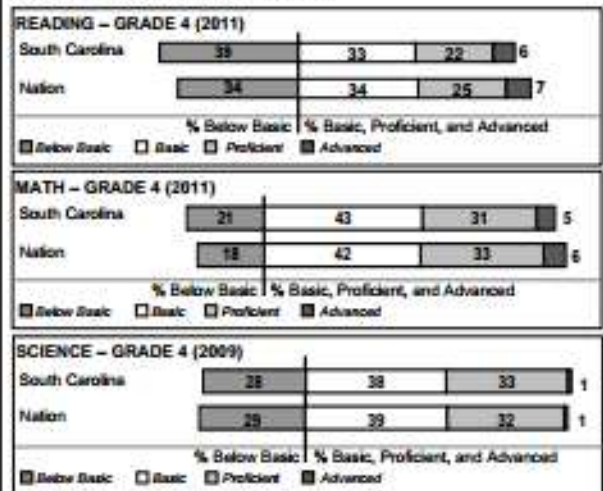 READING – GRADE 4 (2011)
South Carolina 39 33 22 6
Nation 34 34 25 7
% Below Basic % Basic, Proficient, and Advanced
Below Basic Basic Proficient Advanced
MATH – GRADE 4 (2011)
South Carolina 21 43 31 5
Nation 18 42 33 6
% Below Basic % Basic, Proficient, and Advanced
Below Basic Basic Proficient Advanced
SCIENCE – GRADE 4 (2009)
South Carolina 28 38 33 1
Nation 29 39 32 1
% Below Basic % Basic, Proficient, and Advanced
Below Basic Basic Proficient Advanced